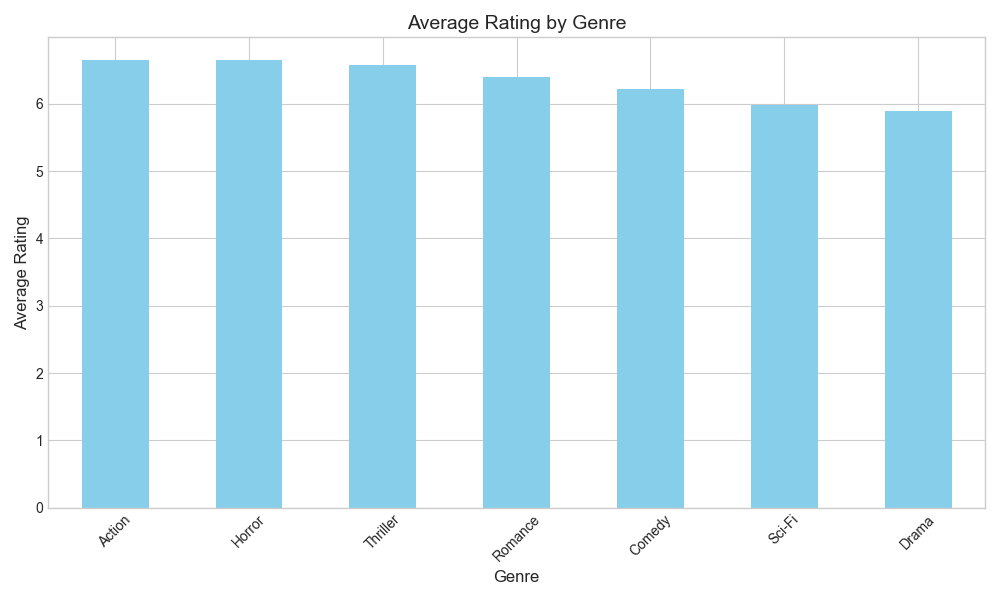 Average Rating by Genre
Average Rating
6
5
4
3
2
1
0
Action
Horror
Thriller
Romance
Comedy
Sci-Fi
Drama
Genre